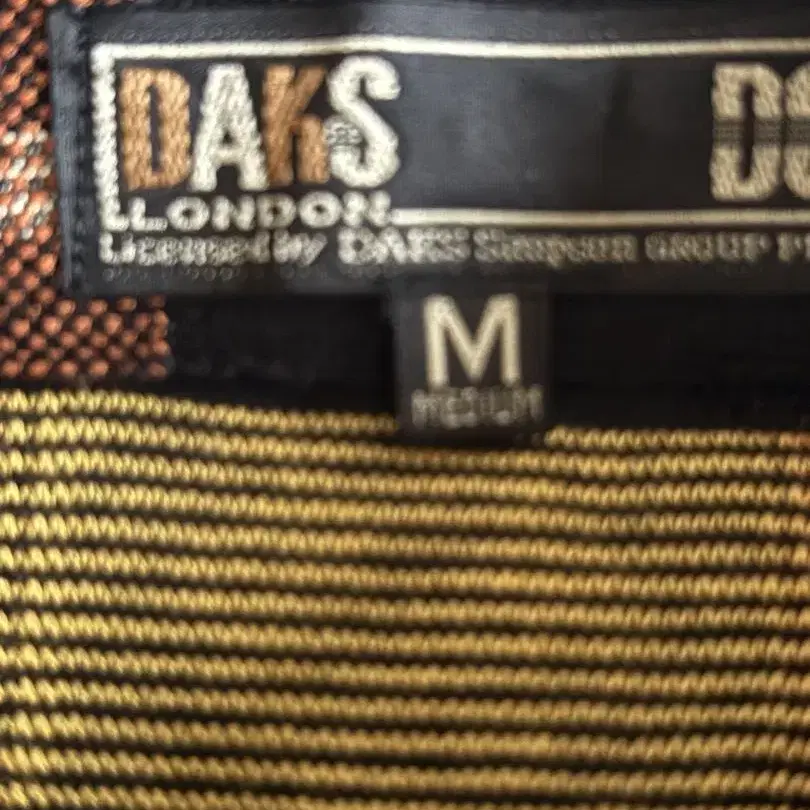 DAKS
LONDON
Licensed by DAKS Simpson GROUP
M
MEDIUM